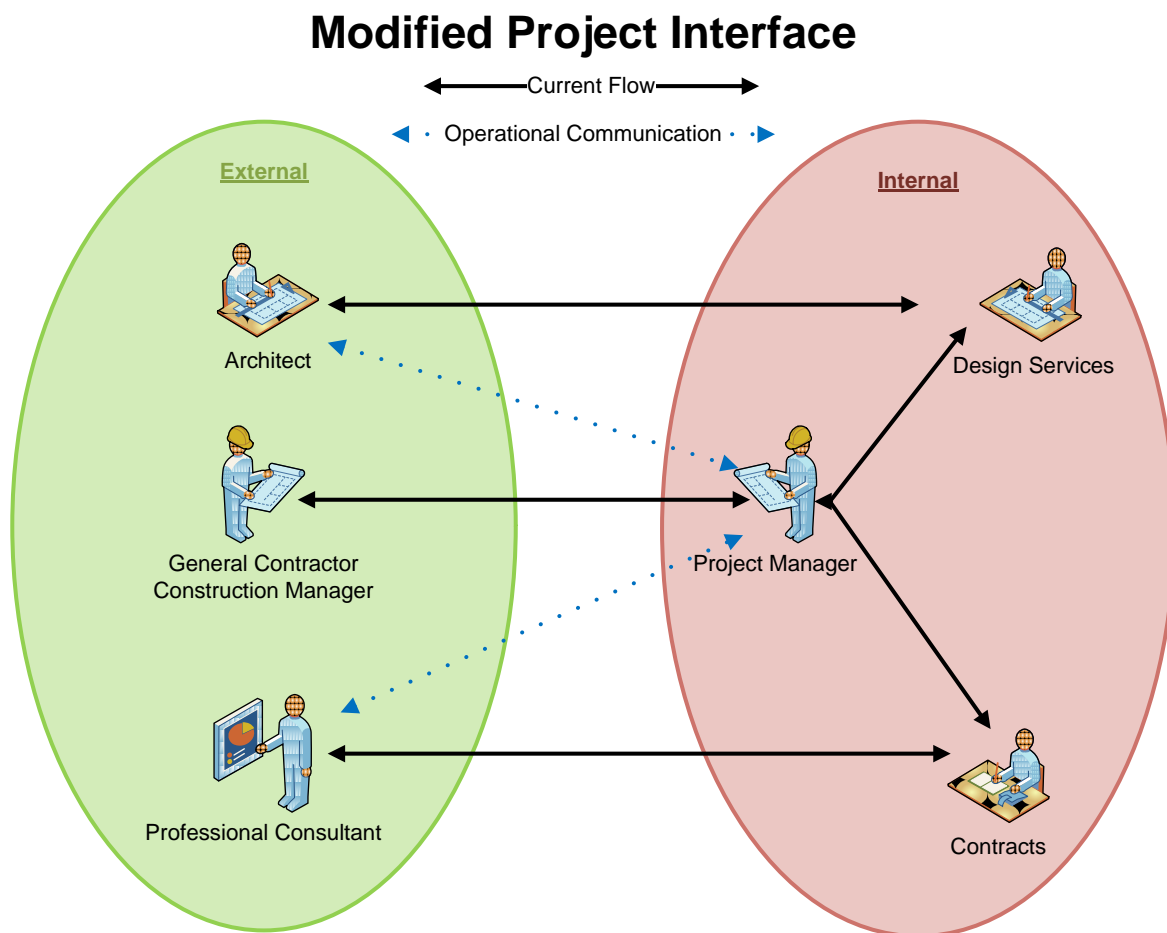 Modified Project Interface
Current Flow
Operational Communication
External
Internal
Architect
Design Services
General Contractor
Construction Manager
Project Manager
Professional Consultant
Contracts